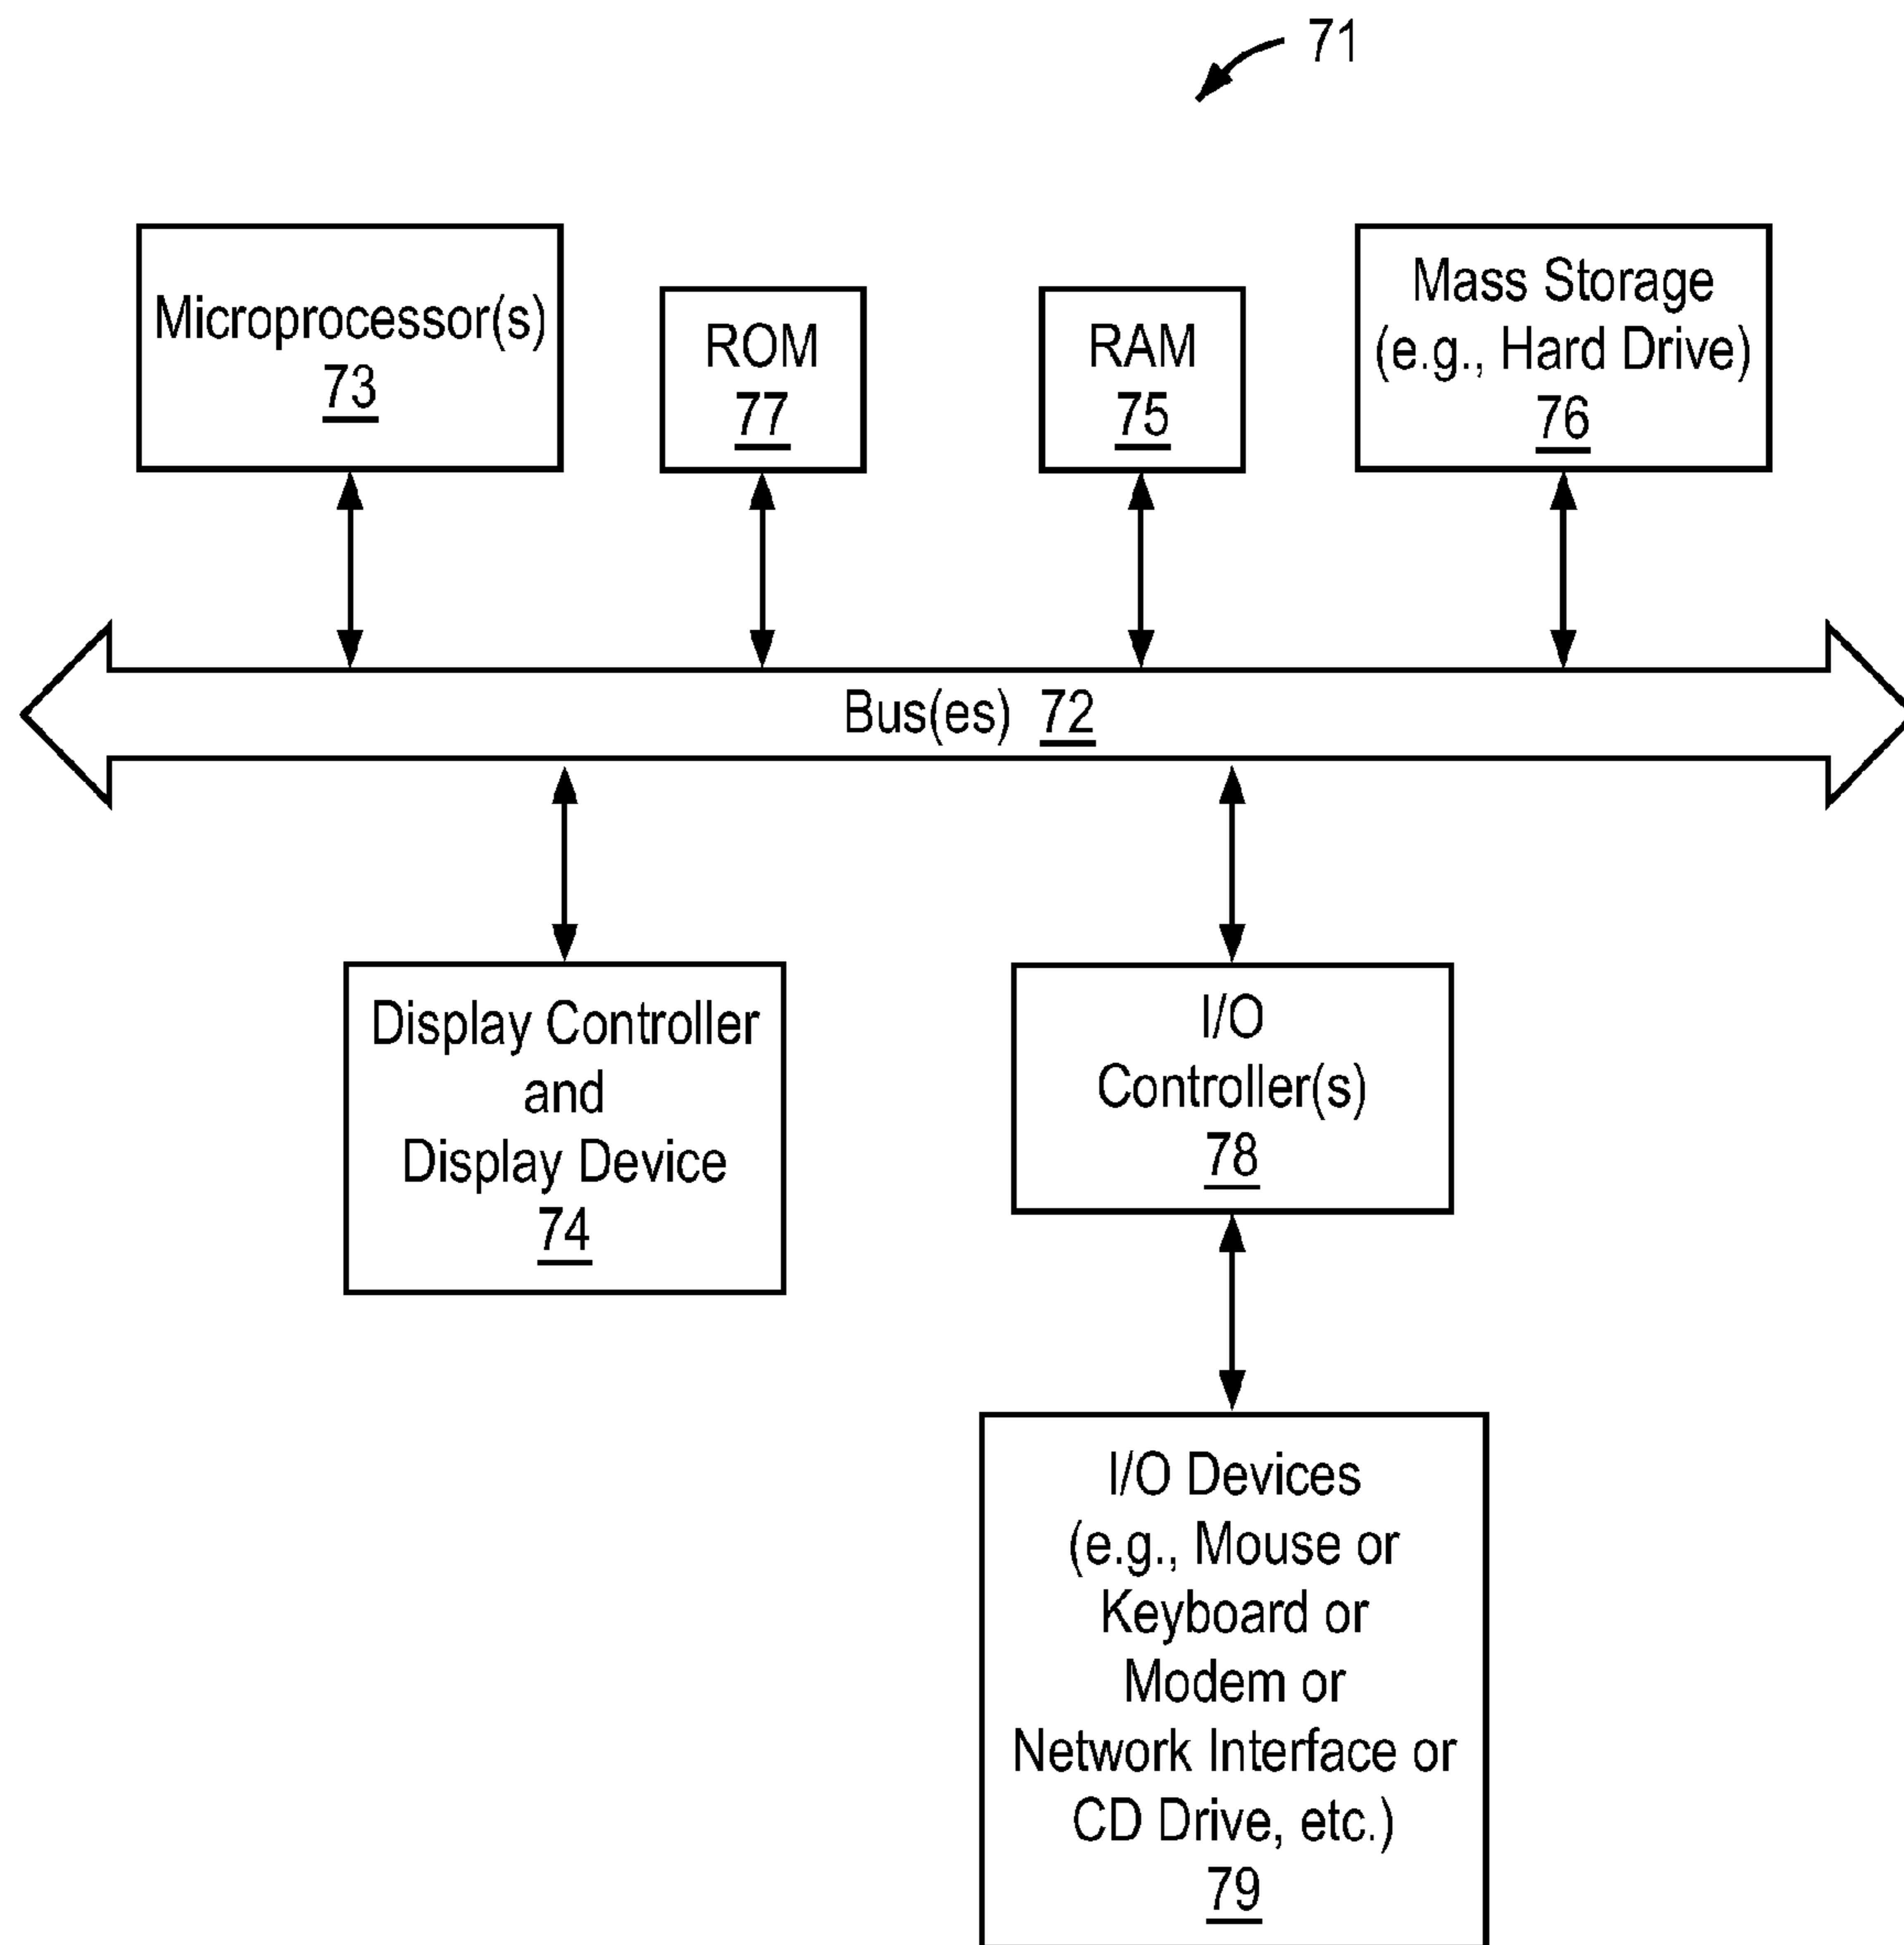 71
Microprocessor(s)
73
ROM
77
RAM
75
Mass Storage
(e.g., Hard Drive)
76
Bus(es) 72
Display Controller
and
Display Device
74
I/O
Controller(s)
78
I/O Devices
(e.g., Mouse or
Keyboard or
Modem or
Network Interface or
CD Drive, etc.)
79